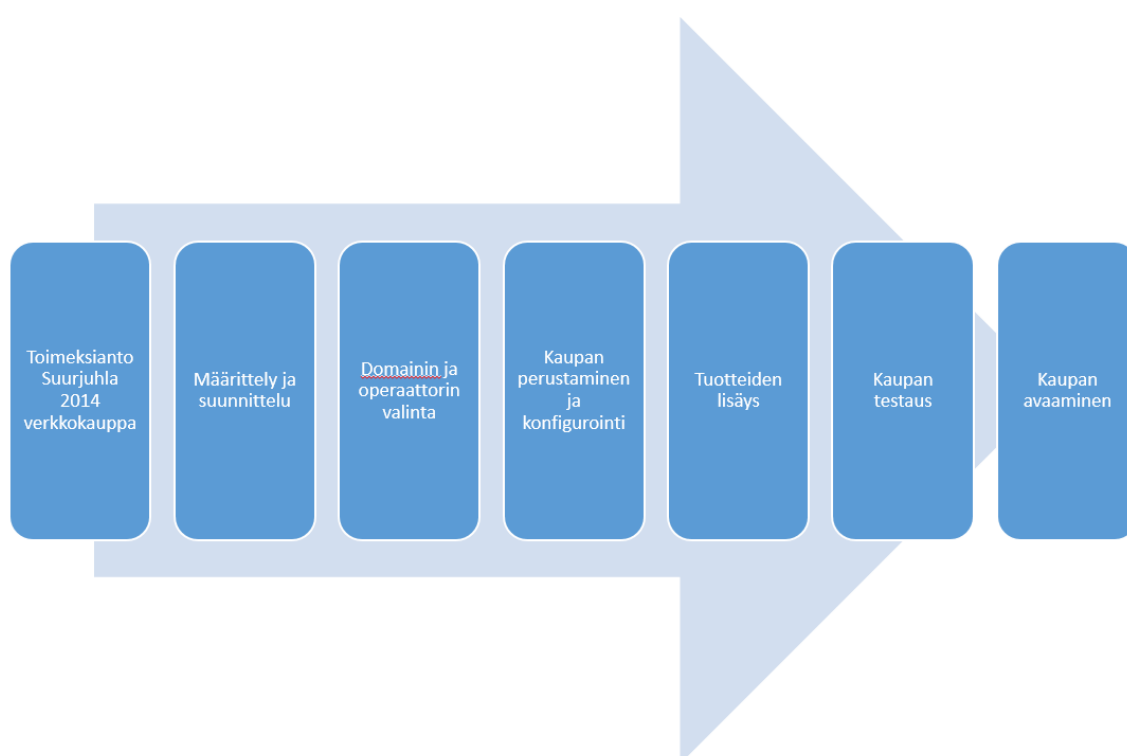 Toimeksianto
Suurjuhla
2014
verkkokauppa
Määrittely ja
suunnittelu
Domainin ja
operaattorin
valinta
Kaupan
perustaminen
ja
konfigurointi
Tuotteiden
lisäys
Kaupan
testaus
Kaupan
avaaminen